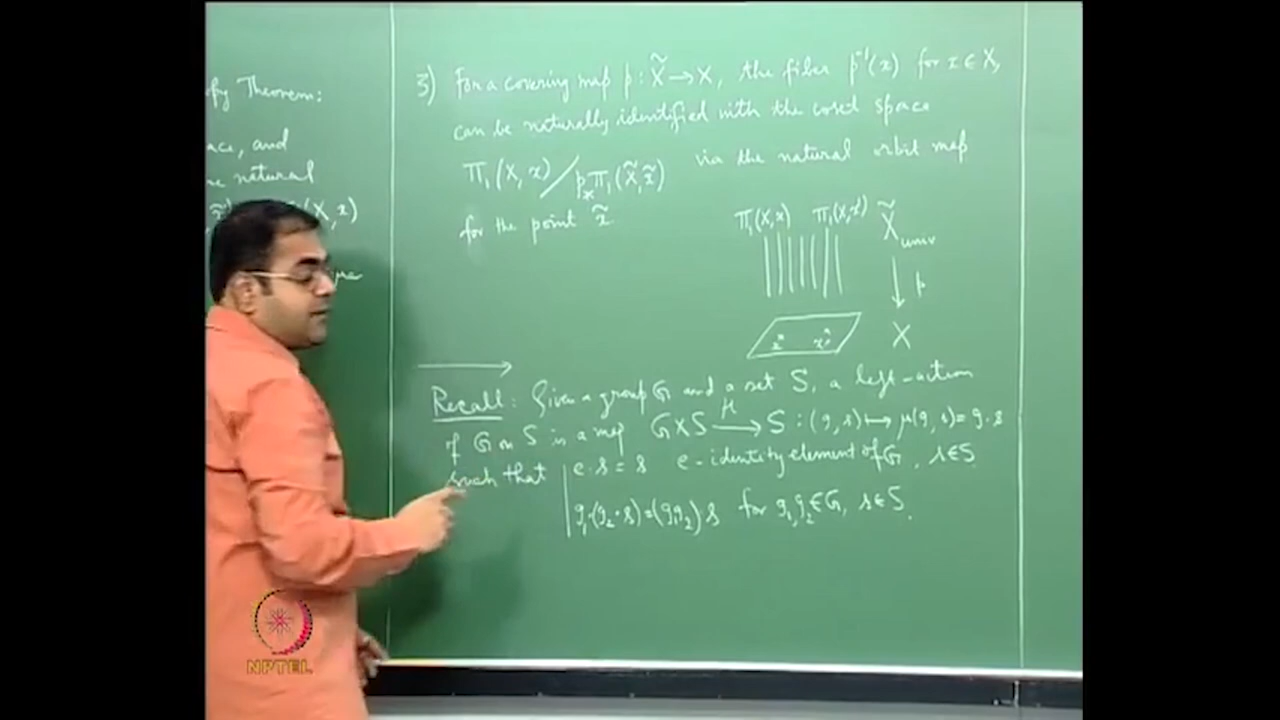 fy Theorem:
ace, and
e natural
x̃) (X, x)
3) For a covering map p : X̃ → X, the fiber p⁻¹(x) for x ∈ X,
can be naturally identified with the coset space
Π₁(X, x) / p_* Π₁(X̃, x̃) via the natural orbit map
for the point x̃
Π₁(X, x) Π₁(X, x') X̃ univ
p
x x' X
Recall: Given a group G and a set S, a left-action
of G on S is a map G × S →μ S : (g, s) ↦ μ(g, s) = g · s
such that e · s = s e - identity element of G, s ∈ S
g₁·(g₂·s) = (g₁g₂) s for g₁, g₂ ∈ G, s ∈ S.
NPTEL